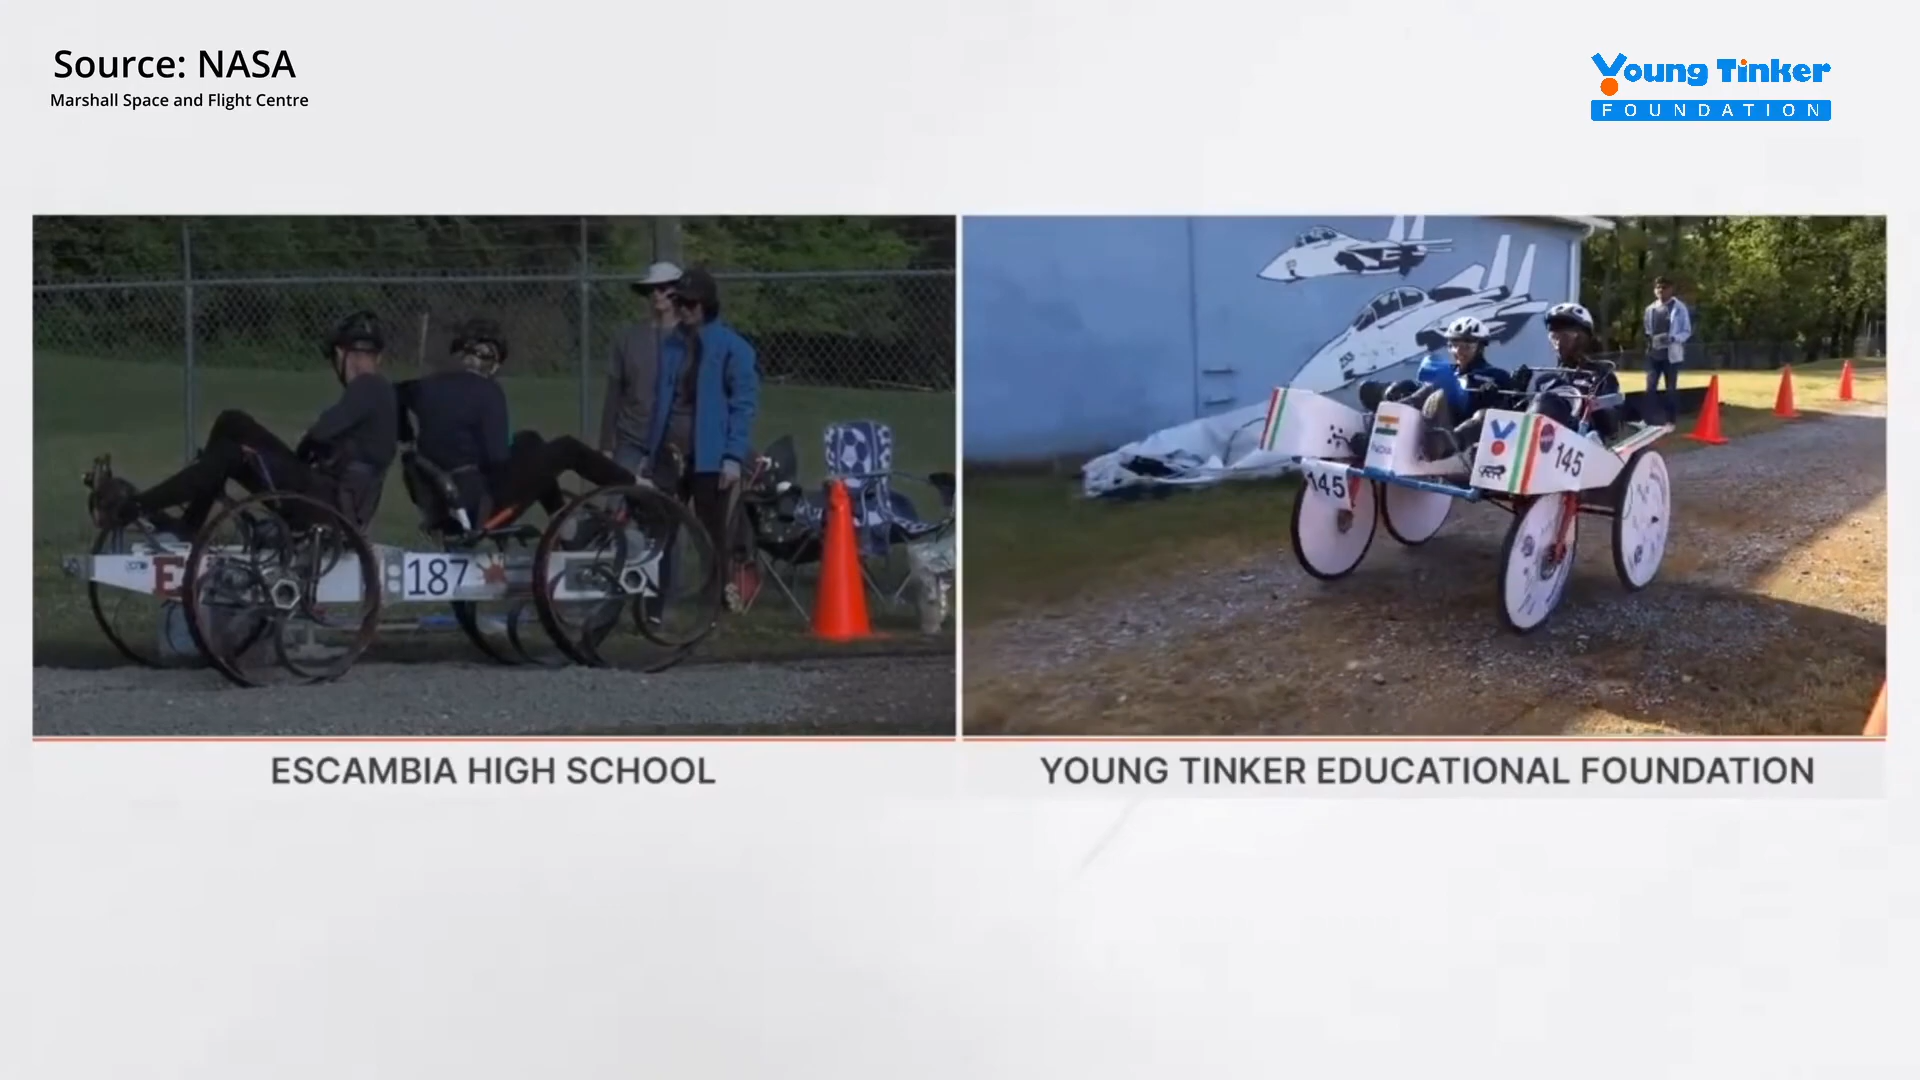 Source: NASA
Marshall Space and Flight Centre
Young Tinker
FOUNDATION
E
187
145
INDIA
145
ESCAMBIA HIGH SCHOOL
YOUNG TINKER EDUCATIONAL FOUNDATION